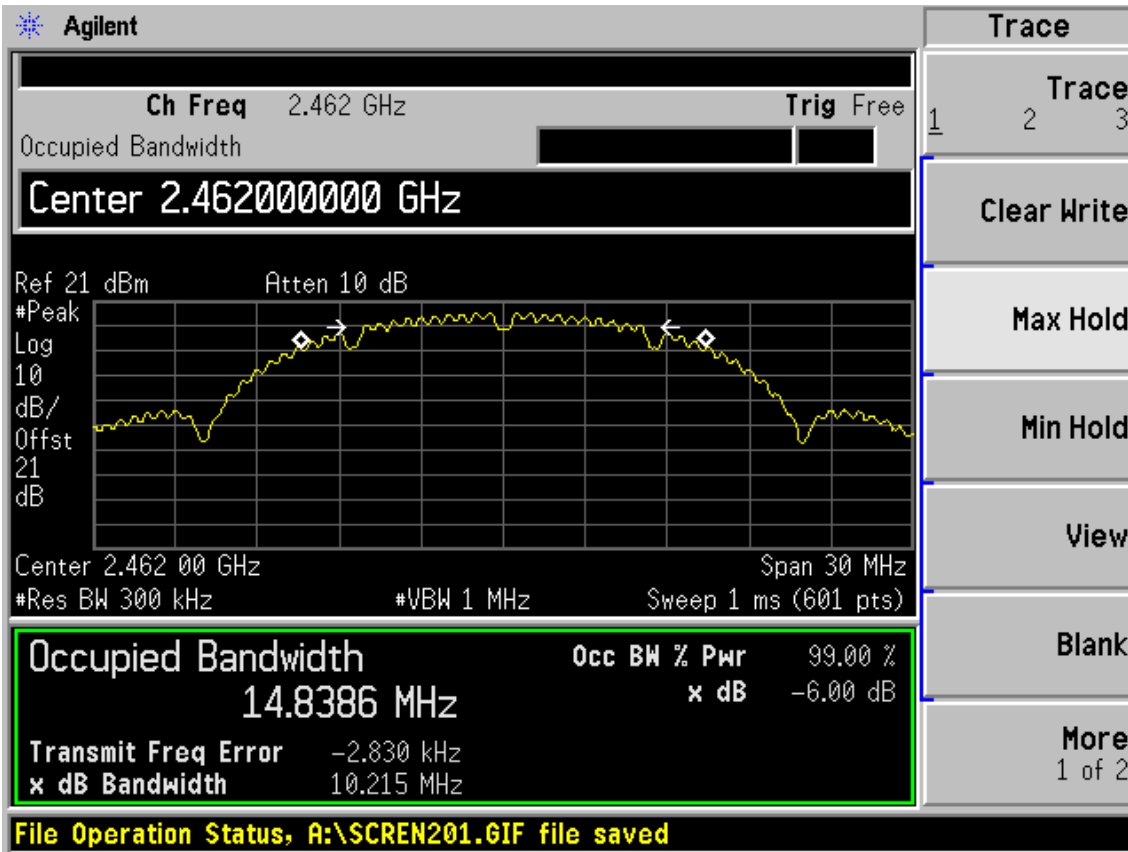 Agilent
Ch Freq 2.462 GHz Trig Free
Occupied Bandwidth
Center 2.462000000 GHz
Ref 21 dBm Atten 10 dB
#Peak
Log
10
dB/
Offst
21
dB
Center 2.462 00 GHz Span 30 MHz
#Res BW 300 kHz #VBW 1 MHz Sweep 1 ms (601 pts)
Occupied Bandwidth Occ BW % Pwr 99.00 %
14.8386 MHz x dB -6.00 dB
Transmit Freq Error -2.830 kHz
x dB Bandwidth 10.215 MHz
File Operation Status, A:\SCREN201.GIF file saved
Trace
Trace
1 2 3
Clear Write
Max Hold
Min Hold
View
Blank
More
1 of 2